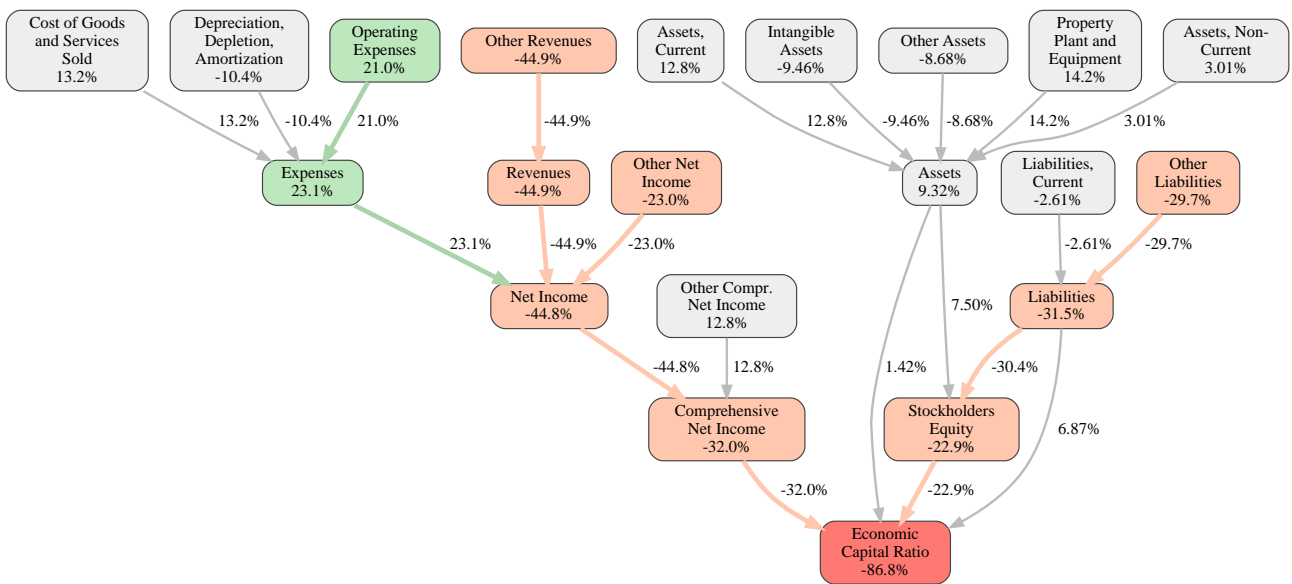 Cost of Goods
and Services
Sold
13.2%
Depreciation,
Depletion,
Amortization
-10.4%
Operating
Expenses
21.0%
Other Revenues
-44.9%
Assets,
Current
12.8%
Intangible
Assets
-9.46%
Other Assets
-8.68%
Property
Plant and
Equipment
14.2%
Assets, Non-
Current
3.01%
13.2%
-10.4%
21.0%
-44.9%
12.8%
-9.46%
-8.68%
14.2%
3.01%
Expenses
23.1%
Revenues
-44.9%
Other Net
Income
-23.0%
Assets
9.32%
Liabilities,
Current
-2.61%
Other
Liabilities
-29.7%
23.1%
-44.9%
-23.0%
-2.61%
-29.7%
Net Income
-44.8%
Other Compr.
Net Income
12.8%
7.50%
Liabilities
-31.5%
-44.8%
12.8%
1.42%
-30.4%
Comprehensive
Net Income
-32.0%
Stockholders
Equity
-22.9%
6.87%
-32.0%
-22.9%
Economic
Capital Ratio
-86.8%